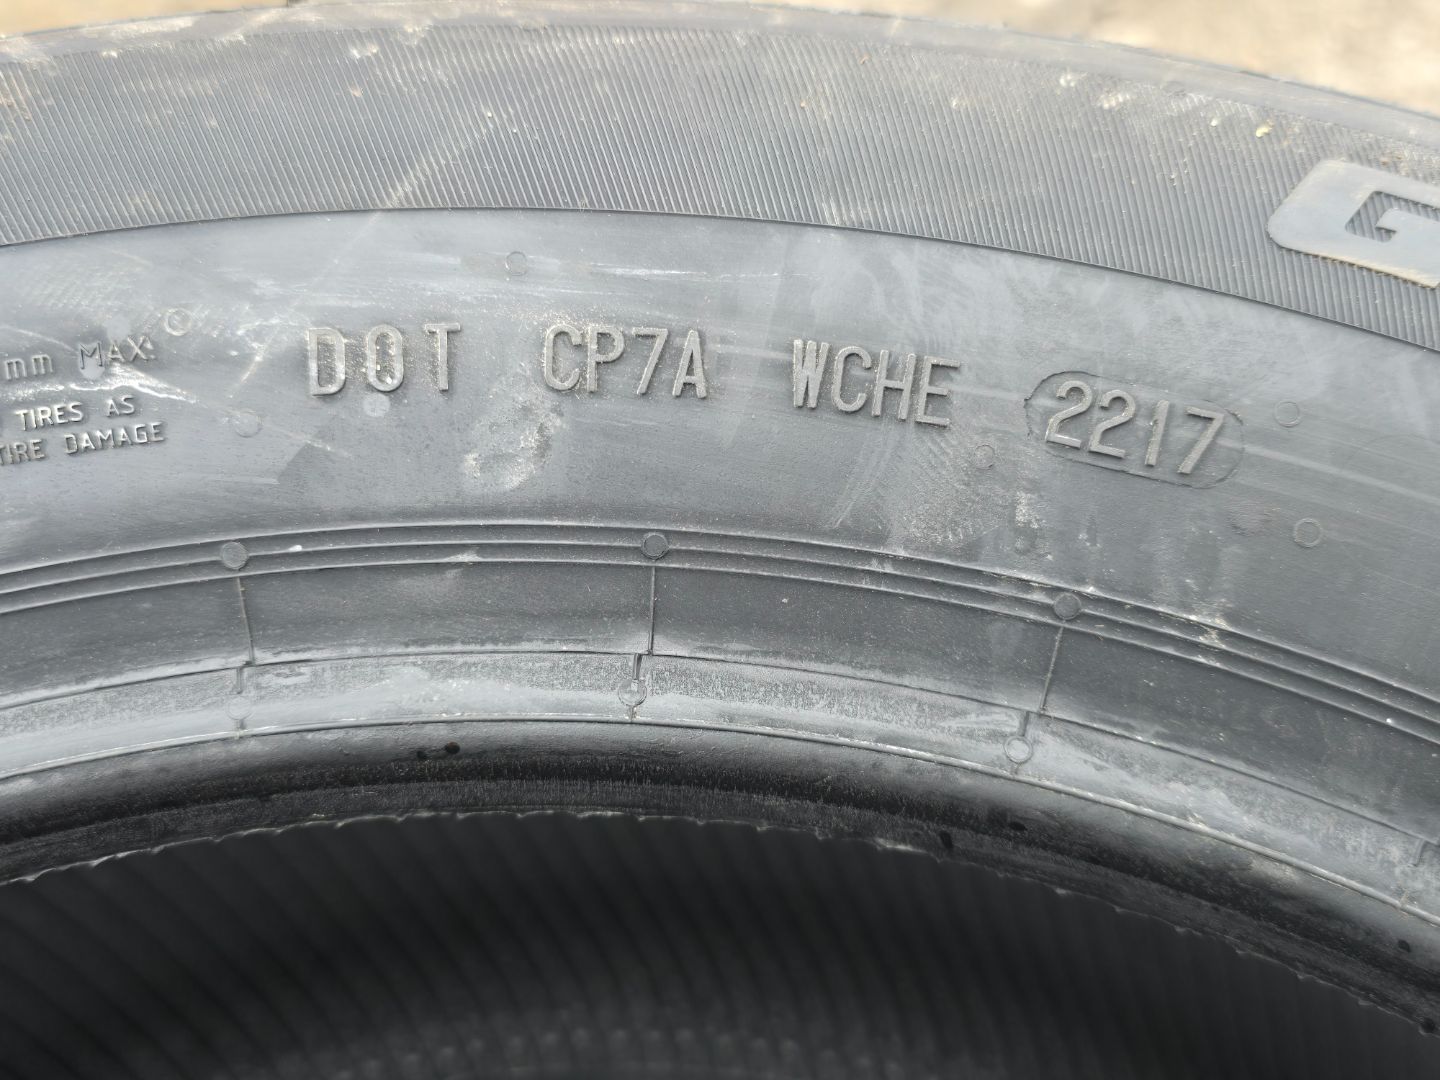 mm MAX.
DOT CP7A WCHE 2217
TIRES AS
TIRE DAMAGE
G